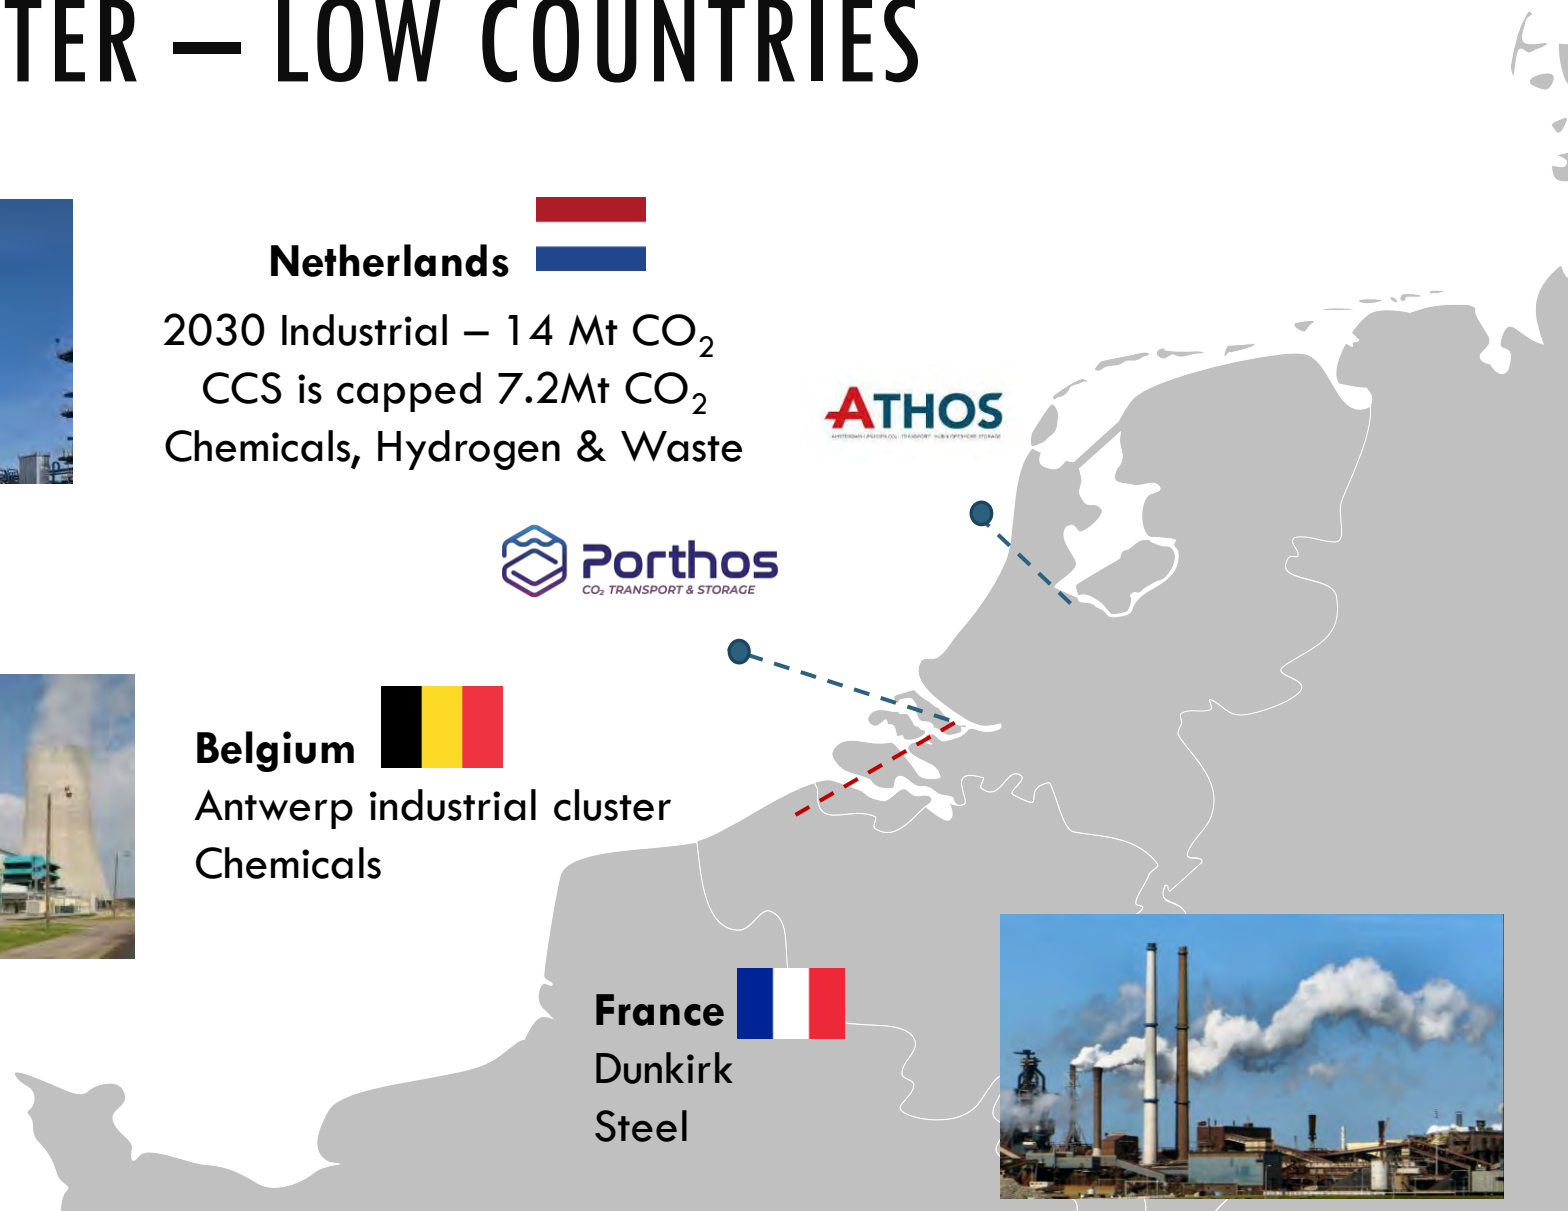 TER – LOW COUNTRIES
Netherlands
2030 Industrial – 14 Mt CO₂
CCS is capped 7.2Mt CO₂
Chemicals, Hydrogen & Waste
ATHOS
Porthos
CO₂ TRANSPORT & STORAGE
Belgium
Antwerp industrial cluster
Chemicals
France
Dunkirk
Steel